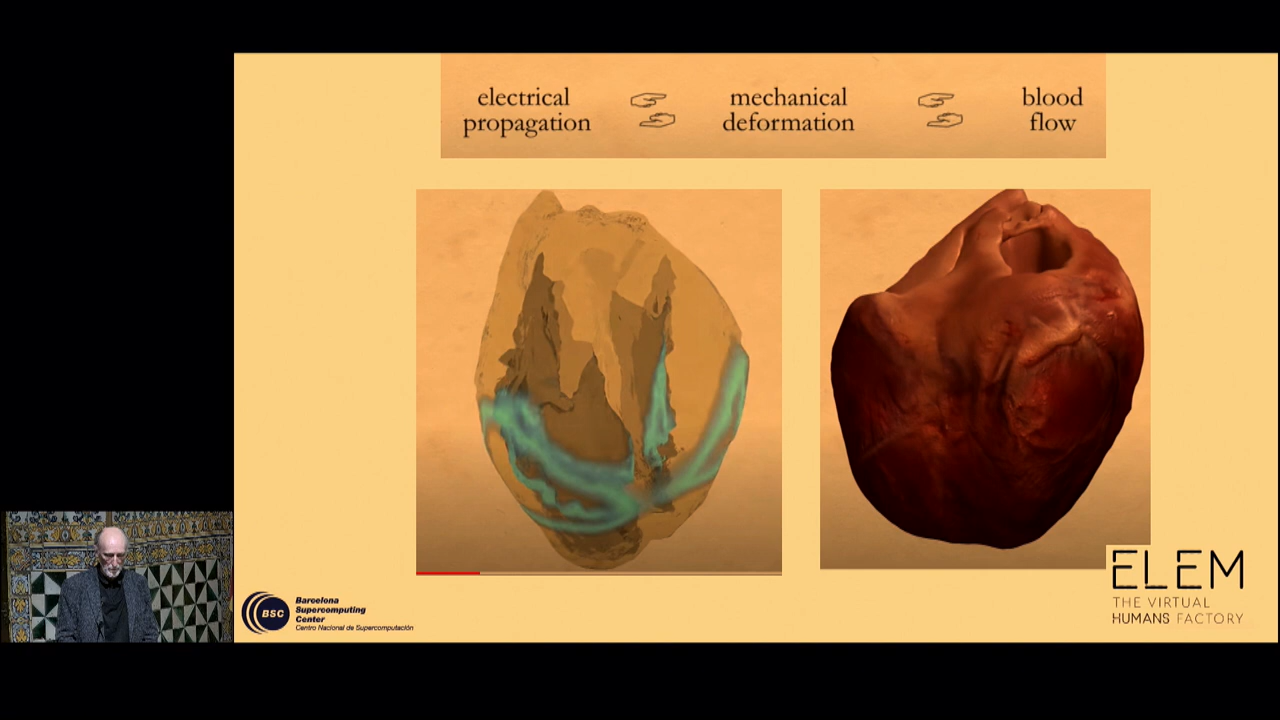 electrical
propagation
mechanical
deformation
blood
flow
BSC
Barcelona
Supercomputing
Center
Centro Nacional de Supercomputación
ELEM
THE VIRTUAL
HUMANS FACTORY